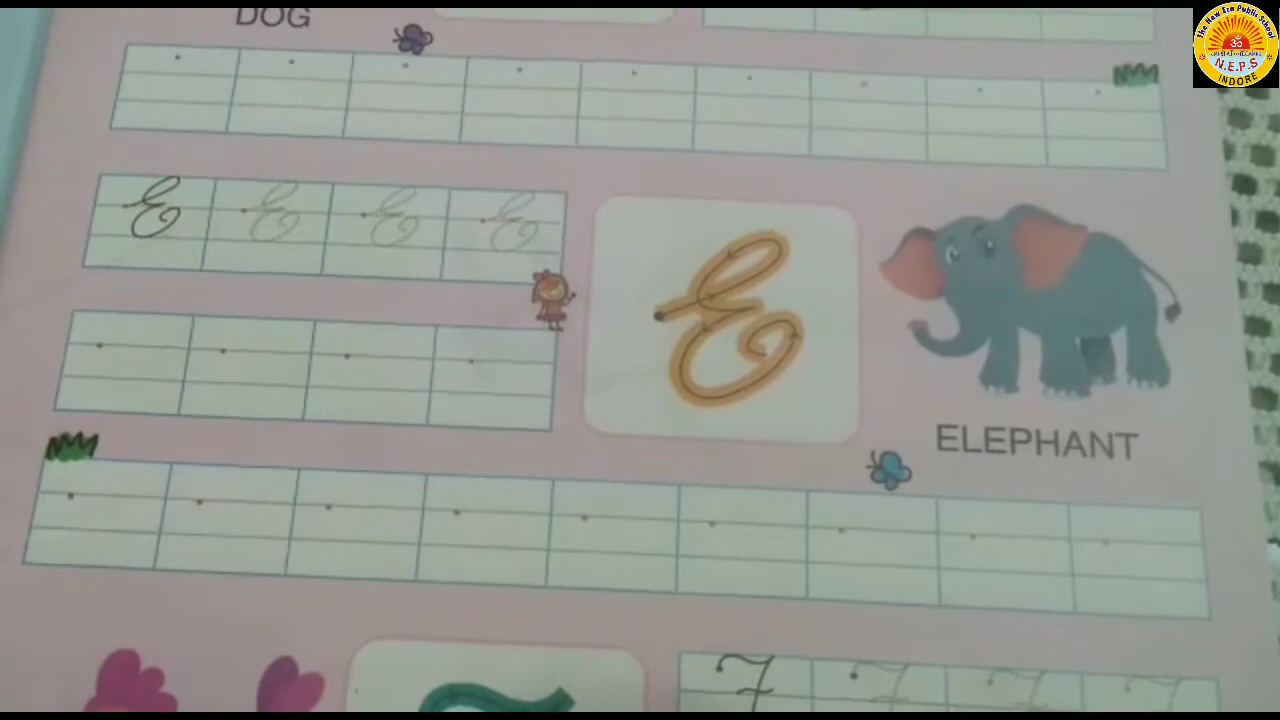 DOG
The New Era Public School
N.E.P.S
INDORE
E E E E
E
ELEPHANT
F F F F